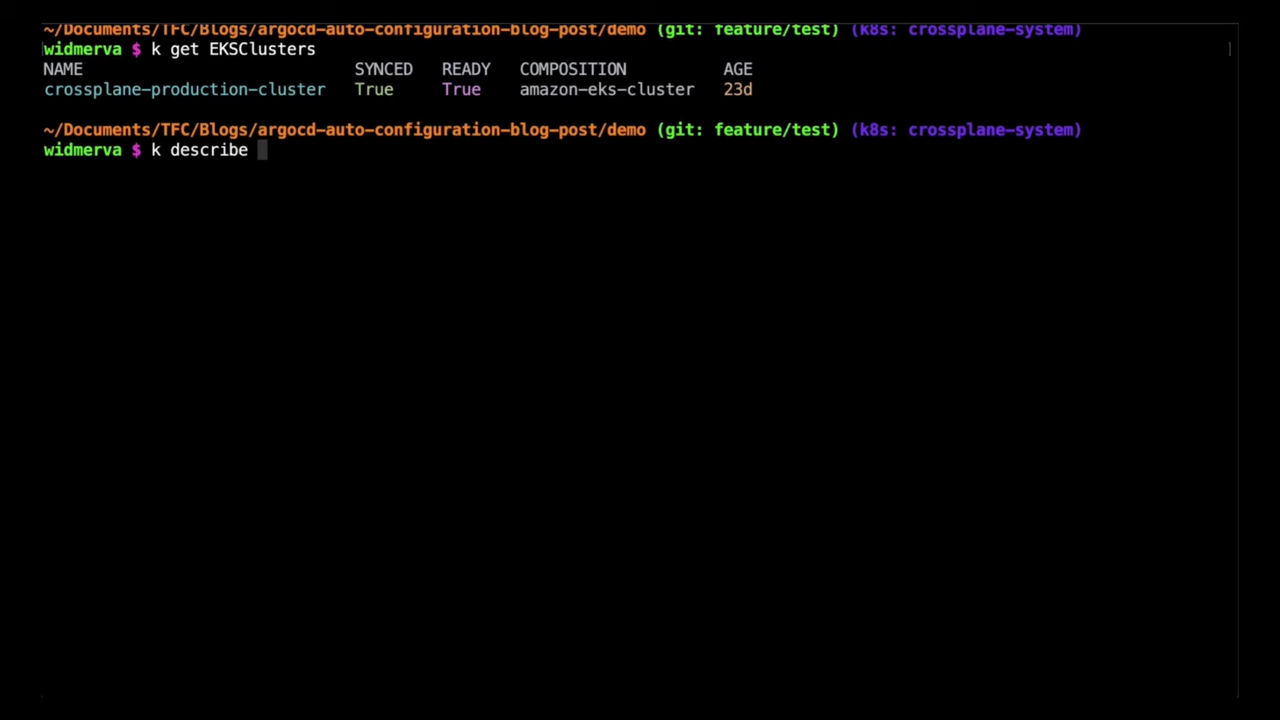 ~/Documents/TFC/Blogs/argocd-auto-configuration-blog-post/demo (git: feature/test) (k8s: crossplane-system)
widmerva $ k get EKSClusters
NAME SYNCED READY COMPOSITION AGE
crossplane-production-cluster True True amazon-eks-cluster 23d
~/Documents/TFC/Blogs/argocd-auto-configuration-blog-post/demo (git: feature/test) (k8s: crossplane-system)
widmerva $ k describe